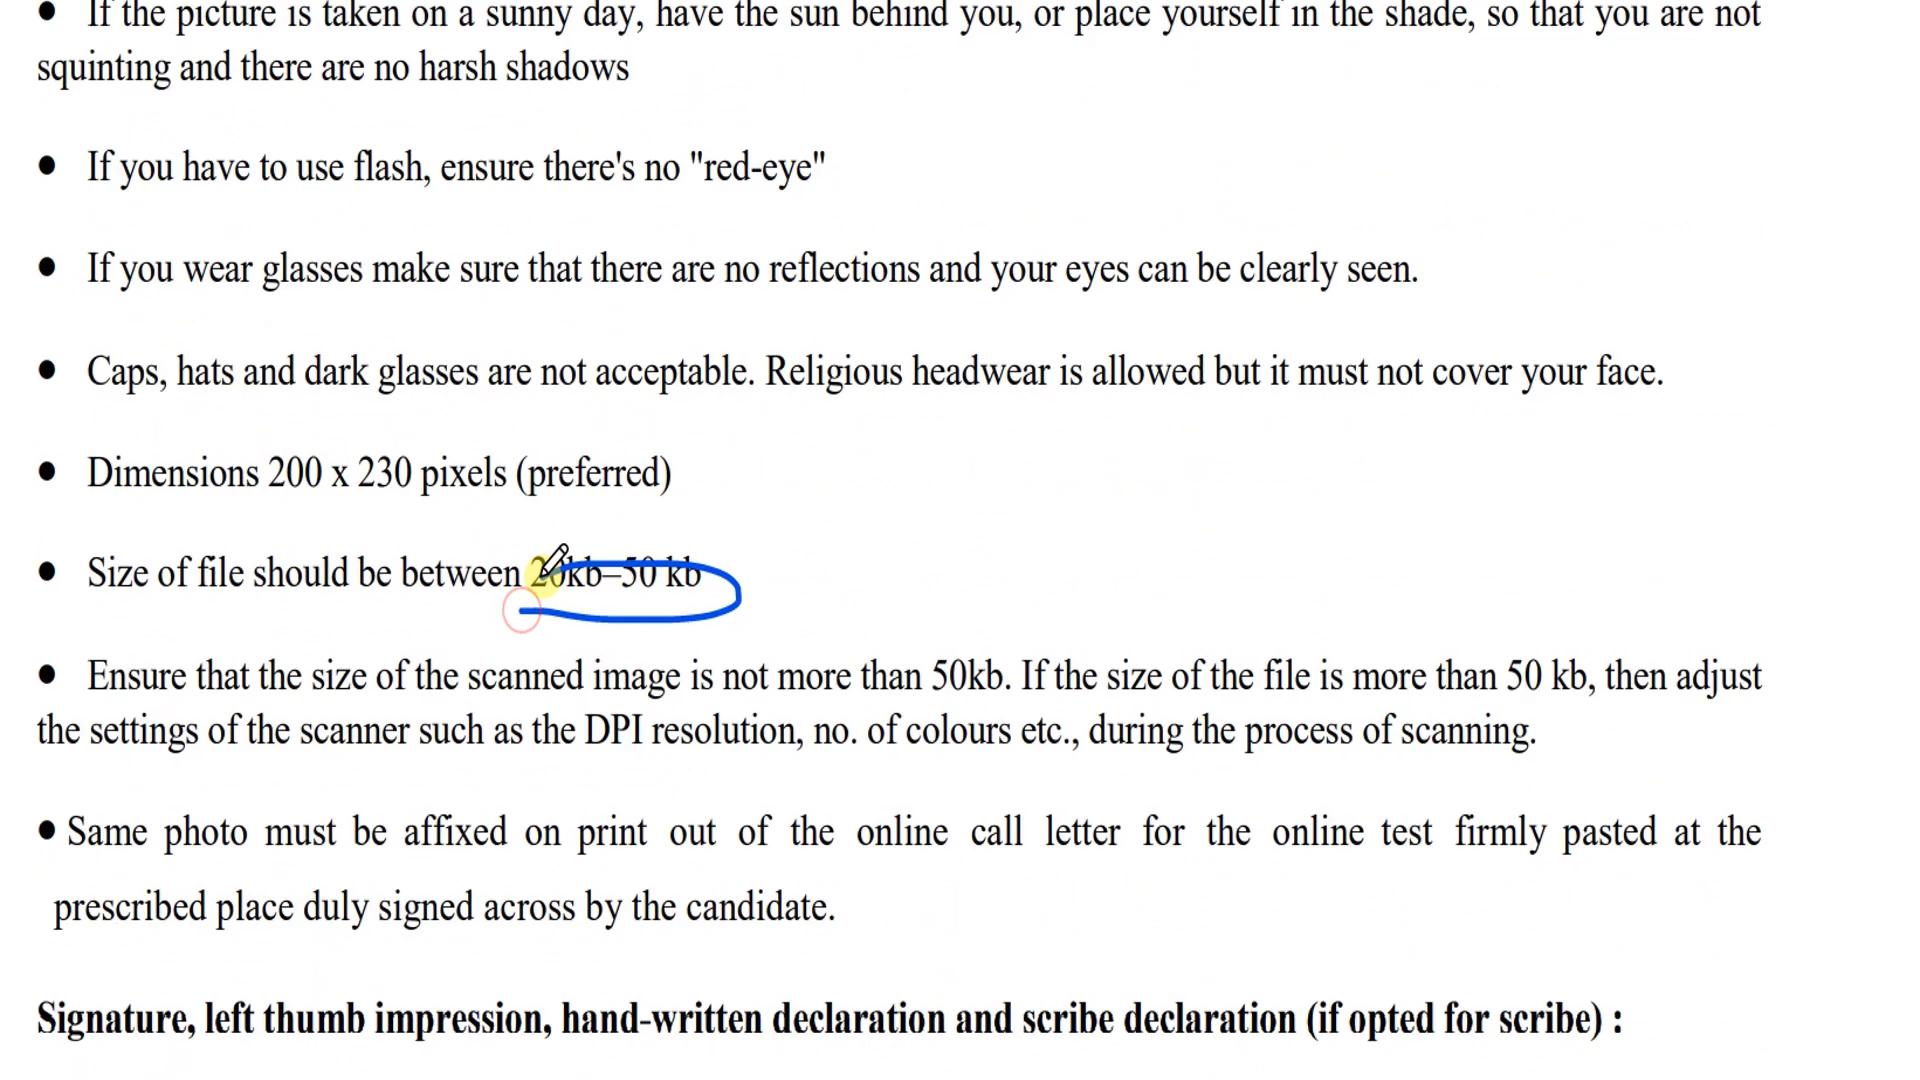 ● If the picture is taken on a sunny day, have the sun behind you, or place yourself in the shade, so that you are not
squinting and there are no harsh shadows
● If you have to use flash, ensure there's no "red-eye"
● If you wear glasses make sure that there are no reflections and your eyes can be clearly seen.
● Caps, hats and dark glasses are not acceptable. Religious headwear is allowed but it must not cover your face.
● Dimensions 200 x 230 pixels (preferred)
● Size of file should be between 20kb–50 kb
● Ensure that the size of the scanned image is not more than 50kb. If the size of the file is more than 50 kb, then adjust
the settings of the scanner such as the DPI resolution, no. of colours etc., during the process of scanning.
● Same photo must be affixed on print out of the online call letter for the online test firmly pasted at the
prescribed place duly signed across by the candidate.
Signature, left thumb impression, hand-written declaration and scribe declaration (if opted for scribe) :